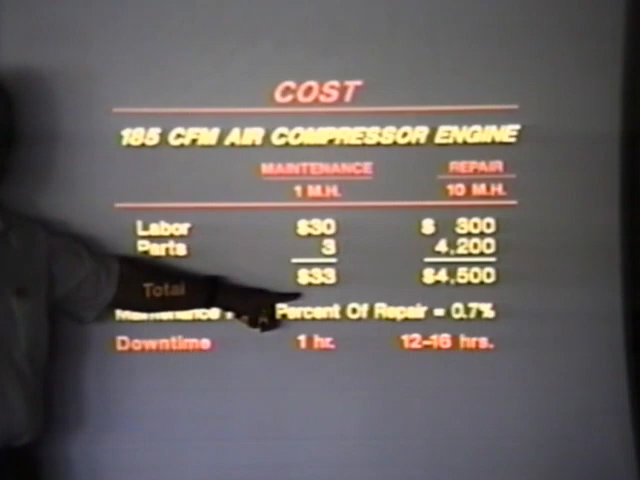 COST
185 CFM AIR COMPRESSOR ENGINE
MAINTENANCE REPAIR
1 M.H. 10 M.H.
Labor $30 $ 300
Parts 3 4,200
Total $33 $4,500
Maintenance Percent Of Repair = 0.7%
Downtime 1 hr. 12-16 hrs.